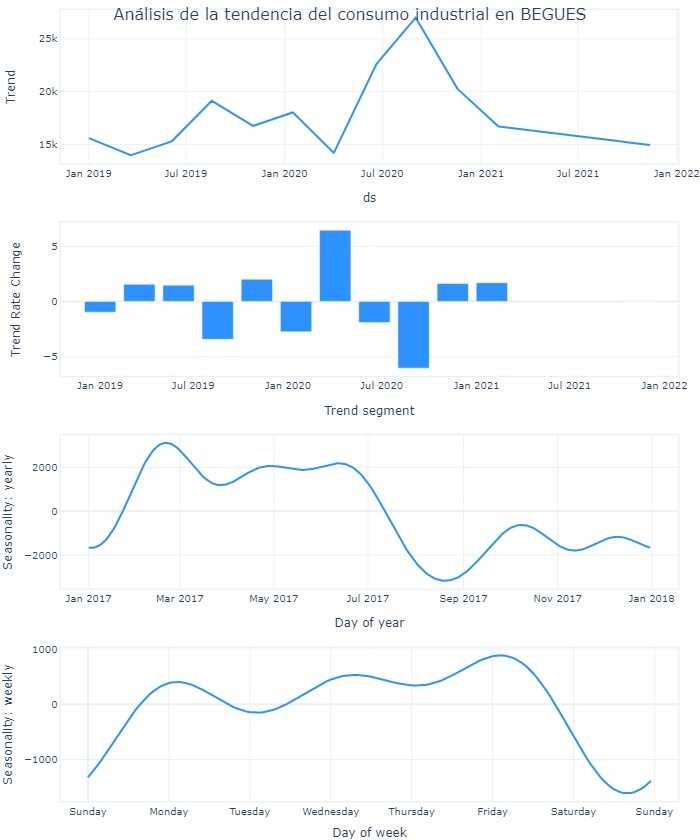 Análisis de la tendencia del consumo industrial en BEGUES
25k
20k
15k
Trend
Jan 2019 Jul 2019 Jan 2020 Jul 2020 Jan 2021 Jul 2021 Jan 2022
ds
5
0
−5
Trend Rate Change
Jan 2019 Jul 2019 Jan 2020 Jul 2020 Jan 2021 Jul 2021 Jan 2022
Trend segment
2000
0
−2000
Seasonality: yearly
Jan 2017 Mar 2017 May 2017 Jul 2017 Sep 2017 Nov 2017 Jan 2018
Day of year
1000
0
−1000
Seasonality: weekly
Sunday Monday Tuesday Wednesday Thursday Friday Saturday Sunday
Day of week